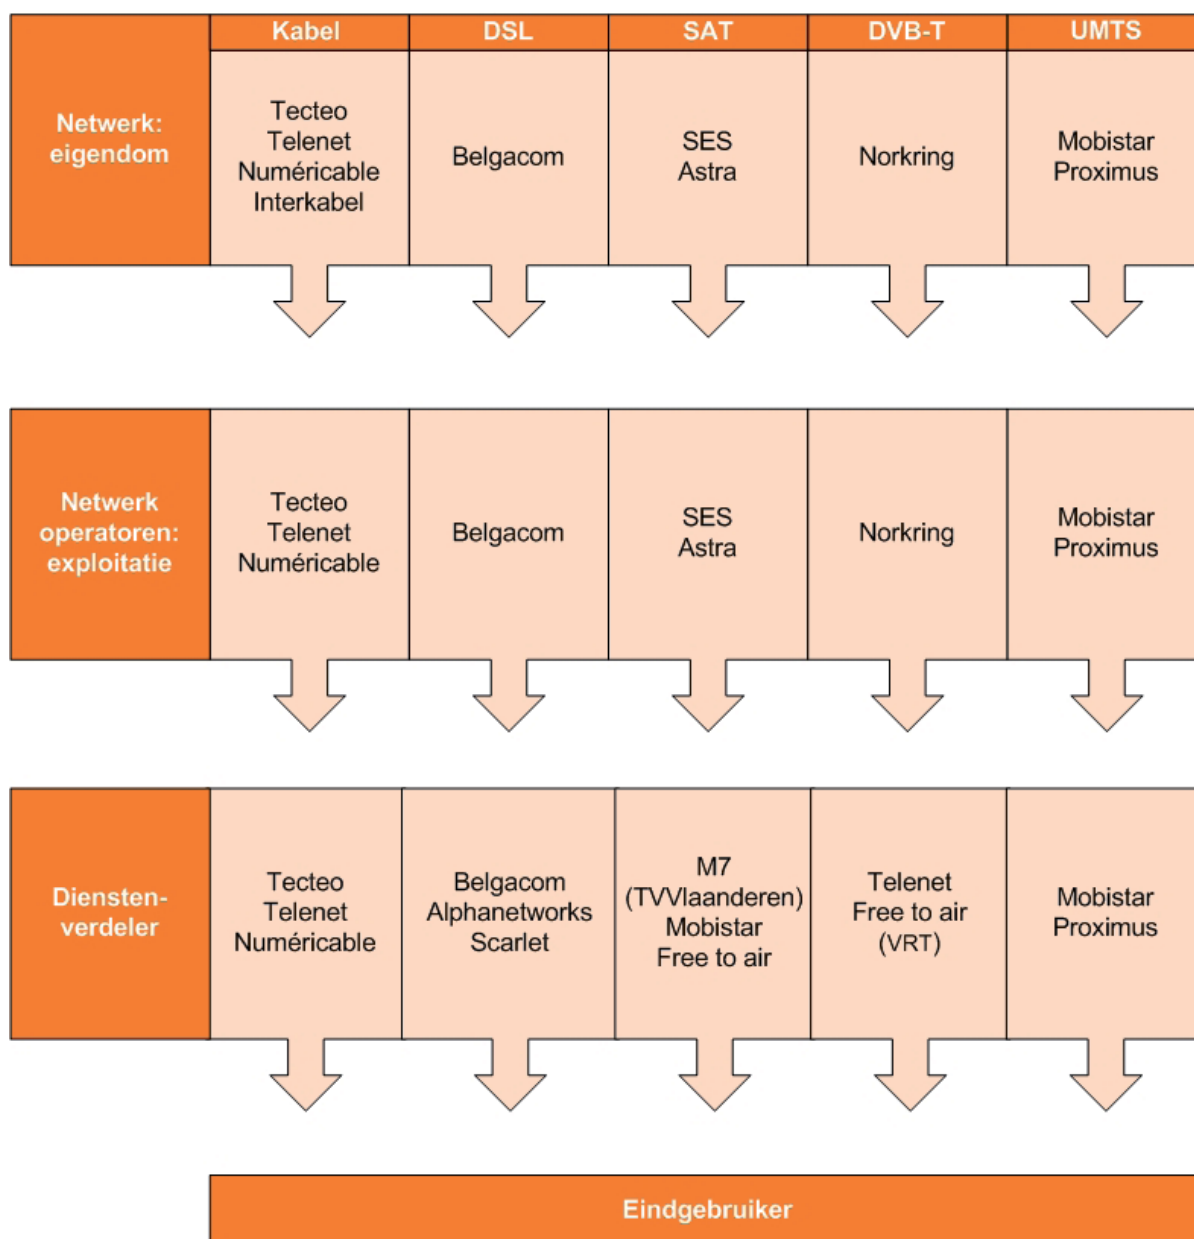 Kabel
DSL
SAT
DVB-T
UMTS
Netwerk:
eigendom
Tecteo
Telenet
Numéricable
Interkabel
Belgacom
SES
Astra
Norkring
Mobistar
Proximus
Netwerk
operatoren:
exploitatie
Tecteo
Telenet
Numéricable
Belgacom
SES
Astra
Norkring
Mobistar
Proximus
Diensten-
verdeler
Tecteo
Telenet
Numéricable
Belgacom
Alphanetworks
Scarlet
M7
(TVVlaanderen)
Mobistar
Free to air
Telenet
Free to air
(VRT)
Mobistar
Proximus
Eindgebruiker